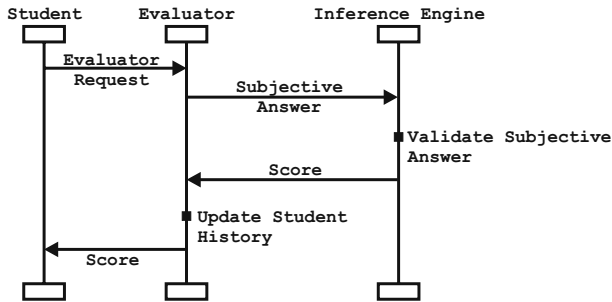 Student Evaluator Inference Engine
Evaluator
Request
Subjective
Answer
Validate Subjective
Answer
Score
Update Student
History
Score